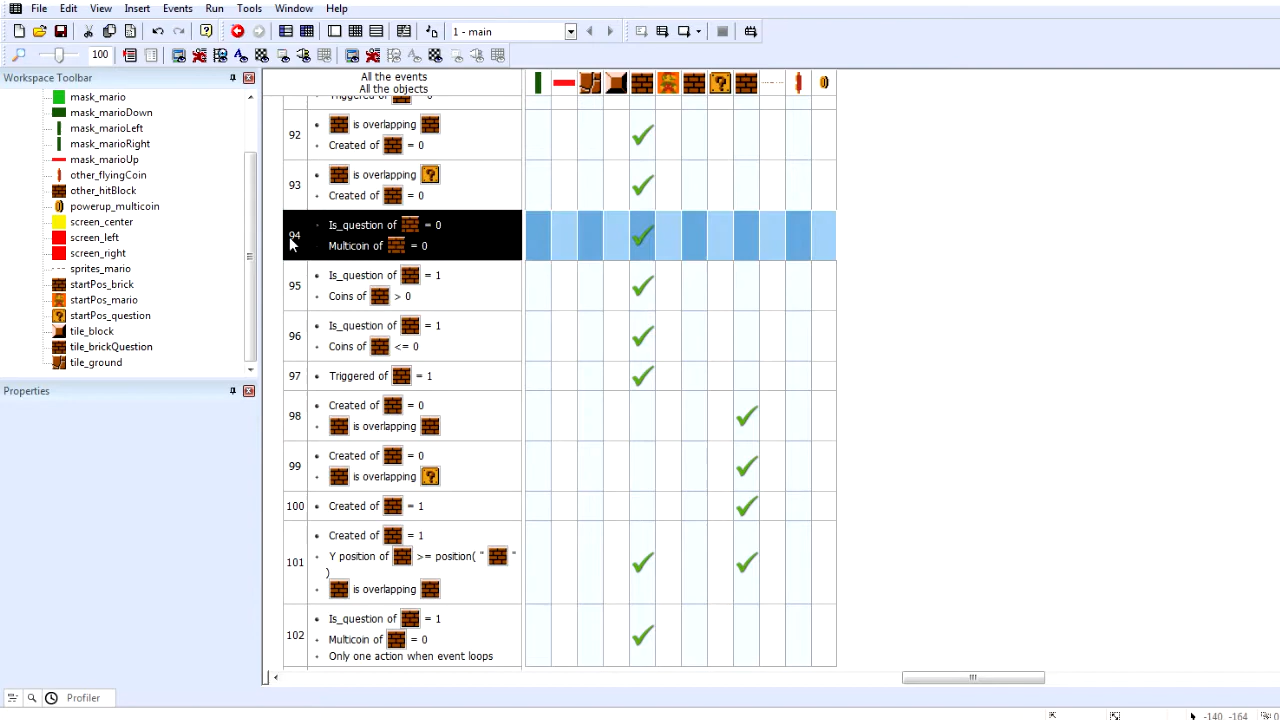 File Edit View Insert Events Run Tools Window Help
100
1 - main
Workspace Toolbar
All the events
All the objects
mask_mario
mask_marioDown
mask_marioLeft
mask_marioRight
mask_marioUp
other_flyingCoin
other_hitBlock
powerup_multicoin
screen_center
screen_left
screen_right
sprites_mario
startPos_brick
startPos_mario
startPos_question
tile_block
tile_brickquestion
tile_ground
Properties
Triggered of = 0
92
is overlapping
Created of = 0
93
is overlapping
Created of = 0
94
Is_question of = 0
Multicoin of = 0
95
Is_question of = 1
Coins of > 0
96
Is_question of = 1
Coins of <= 0
97
Triggered of = 1
98
Created of = 0
is overlapping
99
Created of = 0
is overlapping
100
Created of = 1
101
Created of = 1
Y position of >= position( " "
)
is overlapping
102
Is_question of = 1
Multicoin of = 0
Only one action when event loops
Profiler
-140 -164